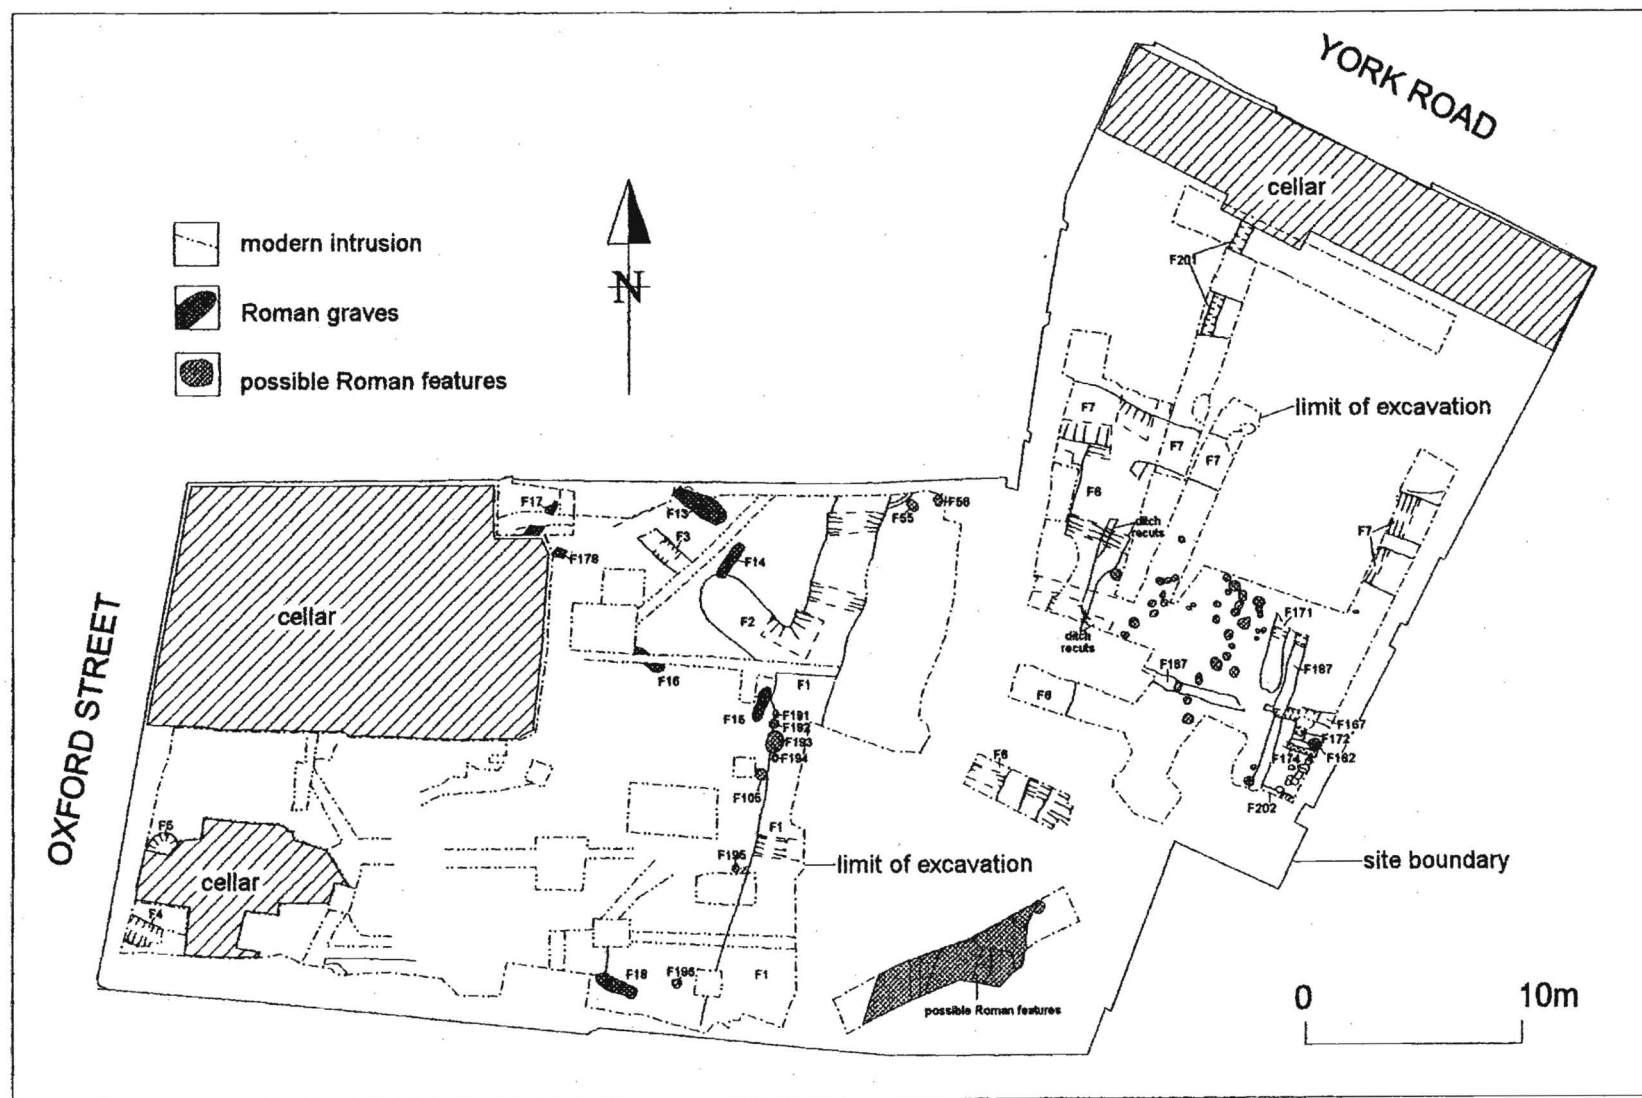 YORK ROAD
cellar
modern intrusion
Roman graves
possible Roman features
N
F201
limit of excavation
F7
F7
F7
F17
F13
F3
F178
F14
F55
F56
F6
ditch
recuts
F7
cellar
F2
ditch
recuts
F171
F187
F187
F16
F1
F6
F15
F191
F192
F193
F194
F167
F172
F174
F162
F6
F202
F105
OXFORD STREET
F5
F1
F195
limit of excavation
site boundary
cellar
F4
F18
F196
F1
possible Roman features
0
10m